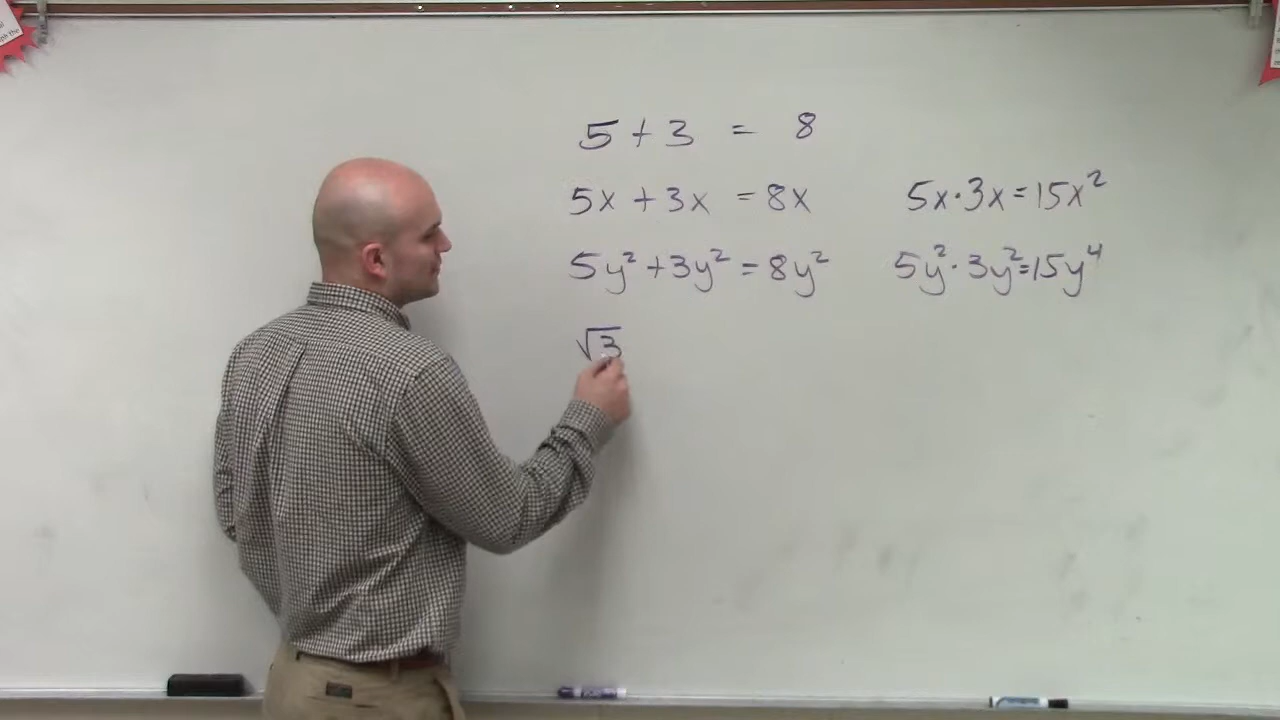 5 + 3 = 8
5x + 3x = 8x
5x · 3x = 15x²
5y² + 3y² = 8y²
5y² · 3y² = 15y⁴
√3